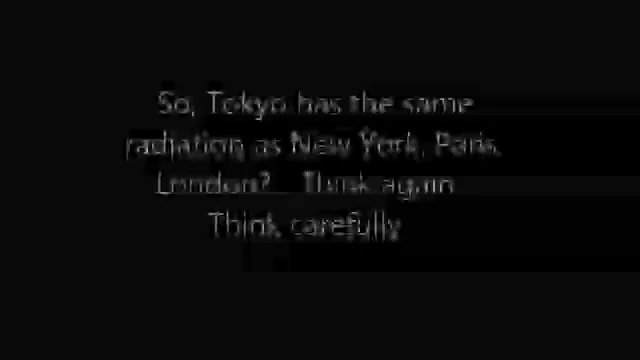 So, Tokyo has the same
radiation as New York, Paris,
London? Think again
Think carefully